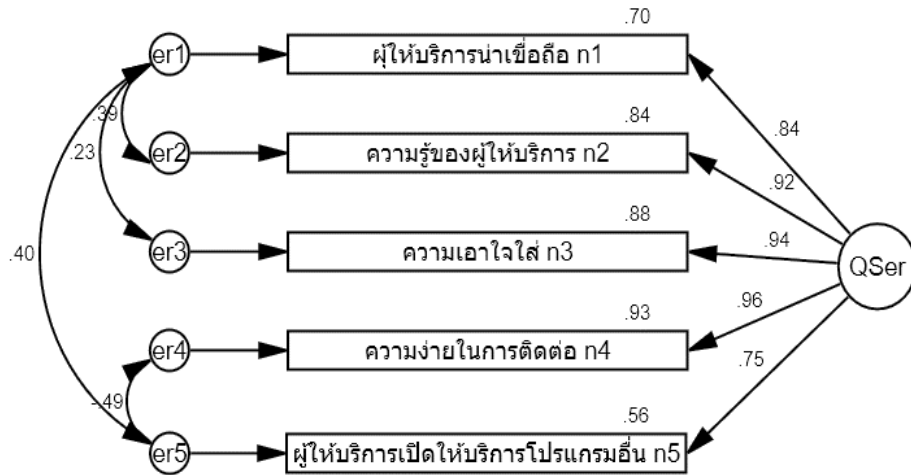 .70
er1
ผู้ให้บริการน่าเขื่อถือ n1
.84
.39
.84
er2
ความรู้ของผู้ให้บริการ n2
.92
.23
.88
er3
ความเอาใจใส่ n3
.94
QSer
.40
.93
.96
er4
ความง่ายในการติดต่อ n4
.75
-.49
.56
er5
ผู้ให้บริการเปิดให้บริการโปรแกรมอื่น n5